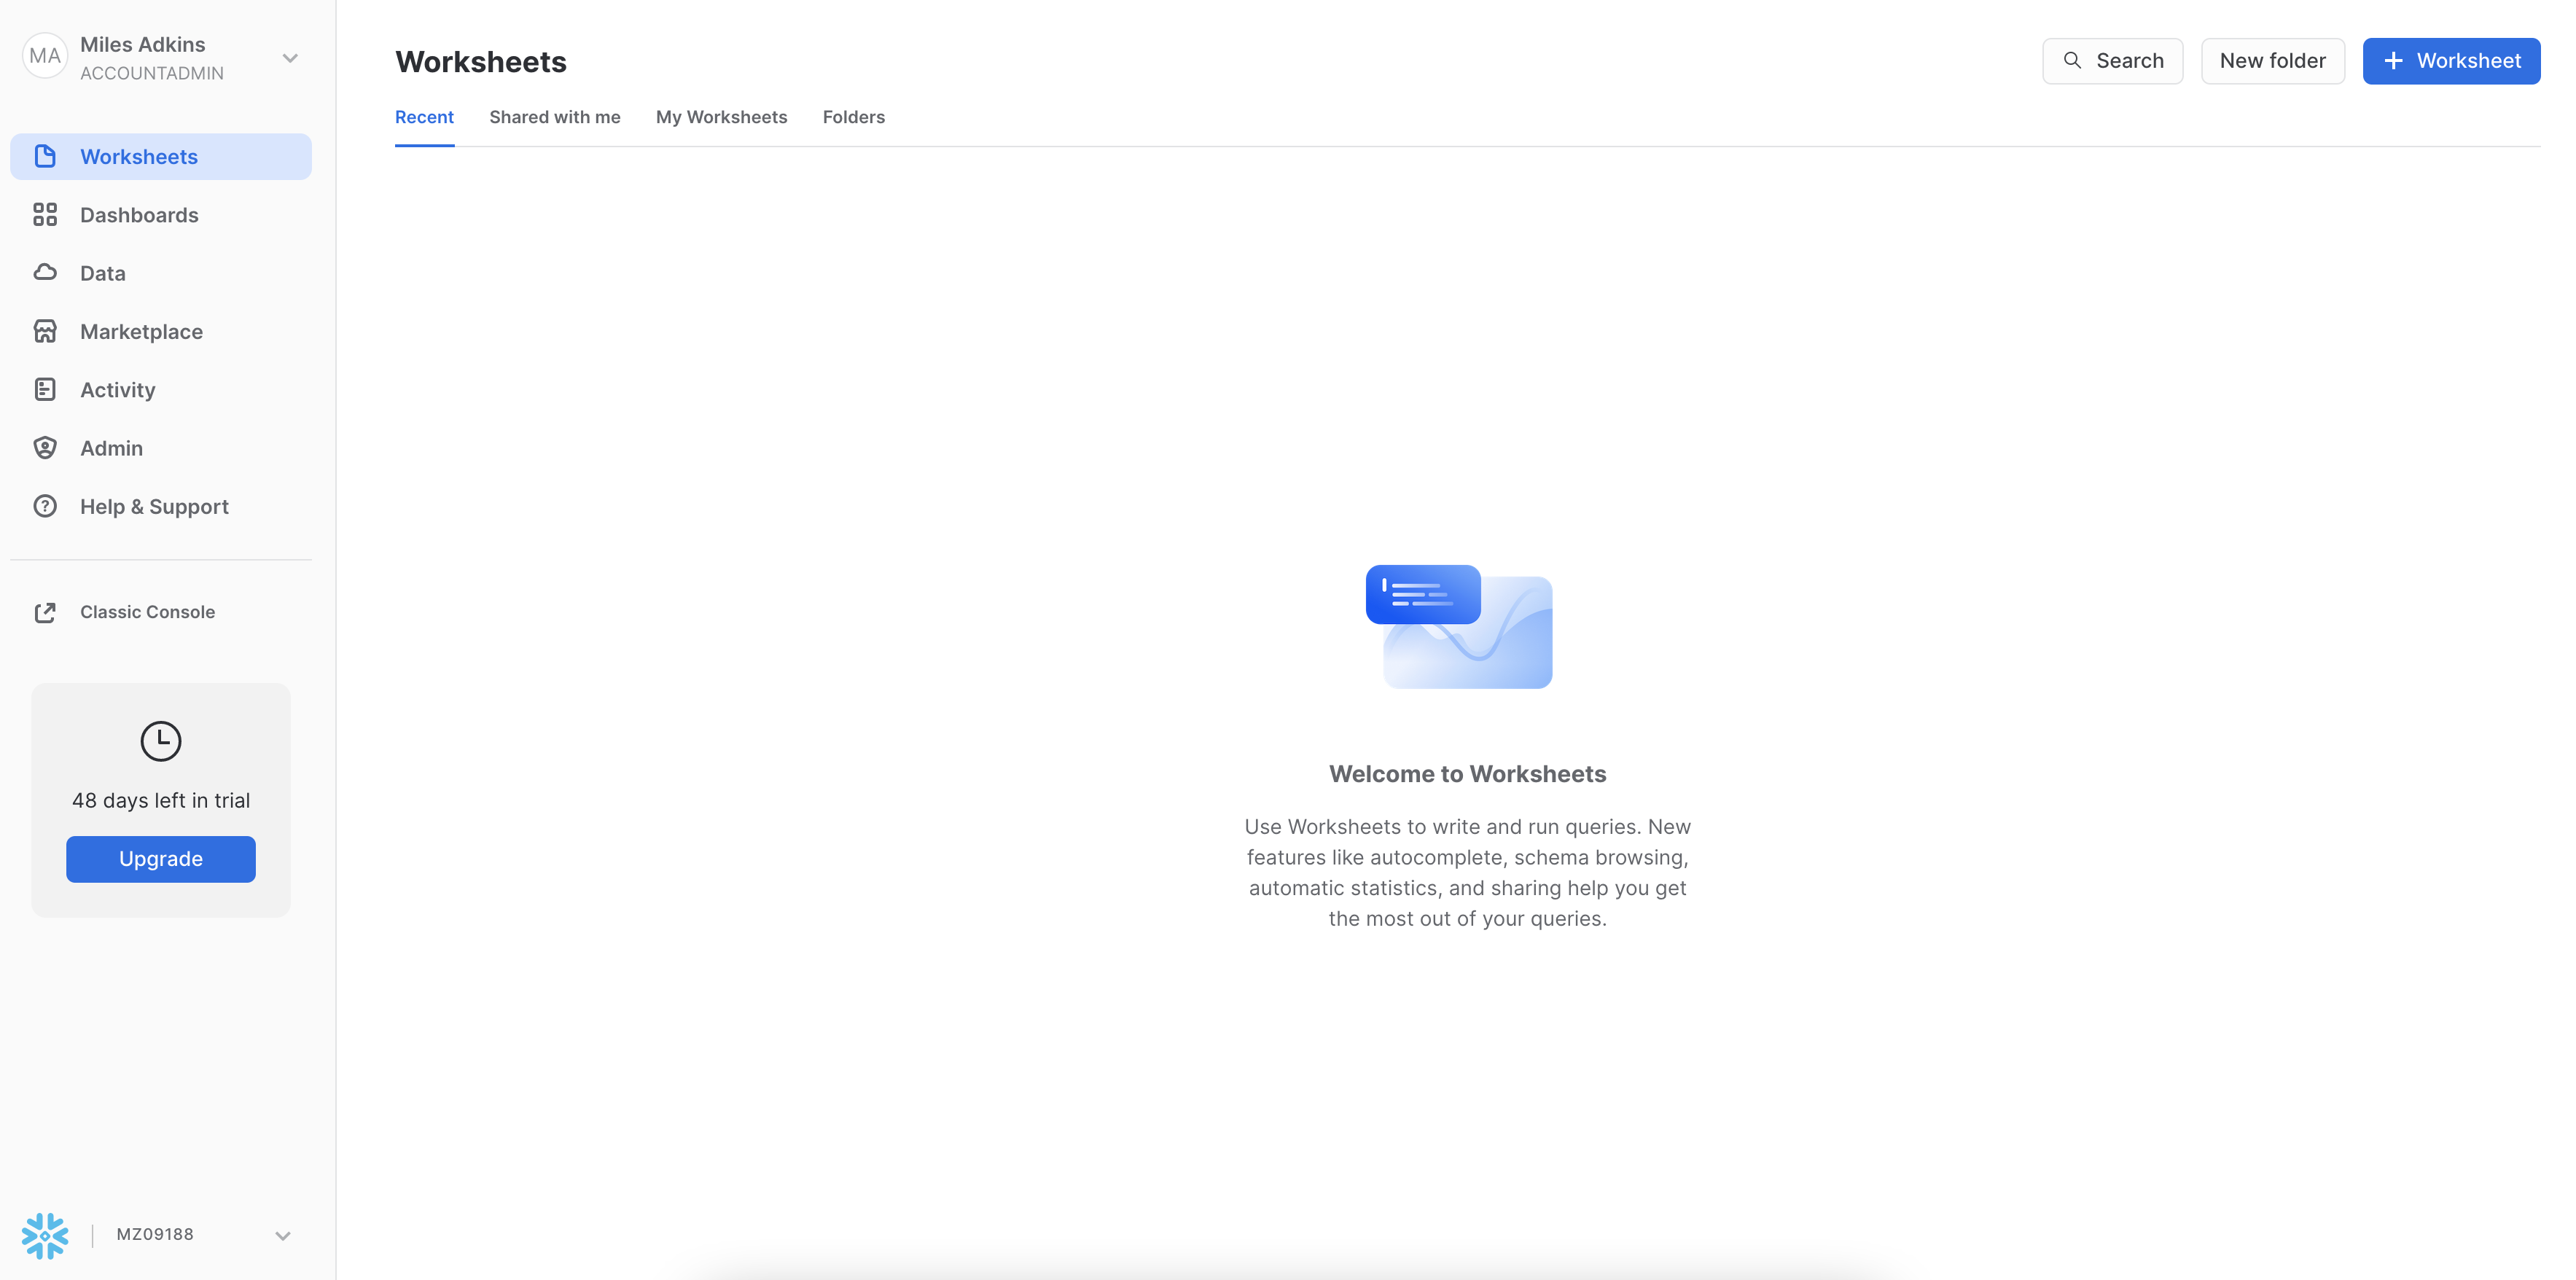 MA
Miles Adkins
ACCOUNTADMIN
Worksheets
Dashboards
Data
Marketplace
Activity
Admin
Help & Support
Classic Console
48 days left in trial
Upgrade
MZ09188
Worksheets
Search
New folder
+ Worksheet
Recent
Shared with me
My Worksheets
Folders
Welcome to Worksheets
Use Worksheets to write and run queries. New
features like autocomplete, schema browsing,
automatic statistics, and sharing help you get
the most out of your queries.